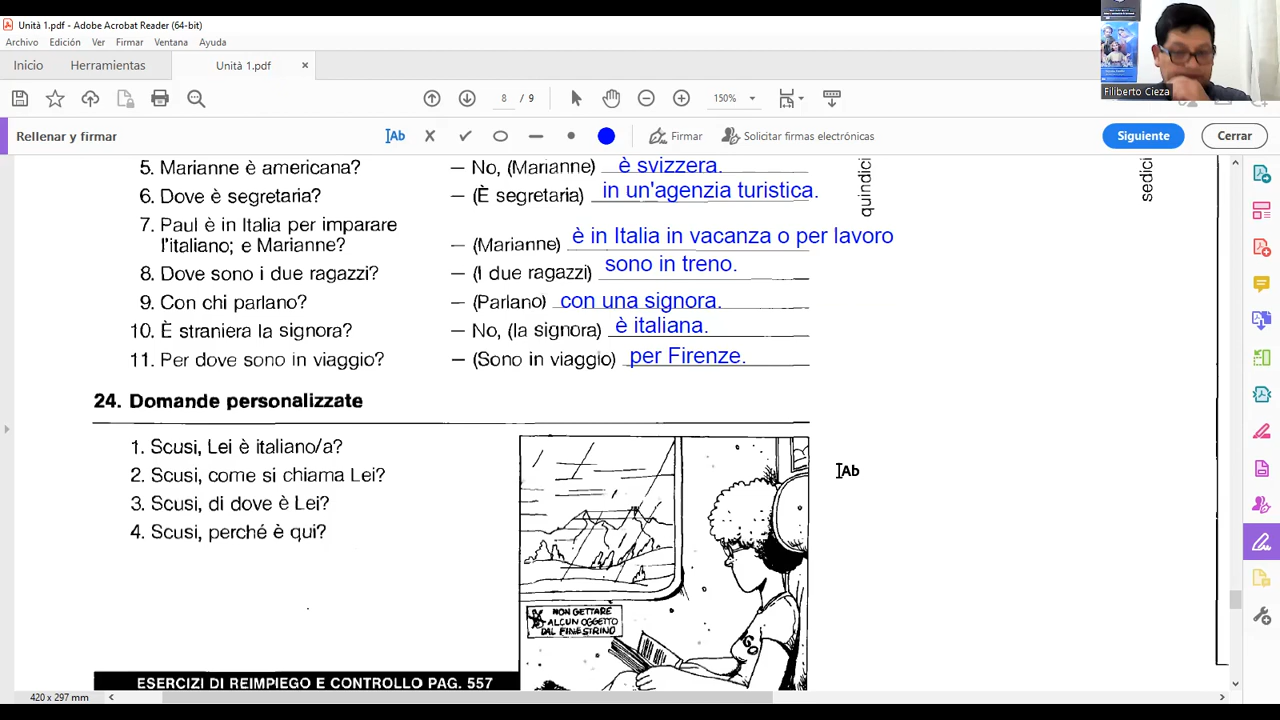 Unità 1.pdf - Adobe Acrobat Reader (64-bit)
Archivo Edición Ver Firmar Ventana Ayuda
Inicio Herramientas Unità 1.pdf ×
8 / 9 150%
Filiberto Cieza
Rellenar y firmar Ab Firmar Solicitar firmas electrónicas Siguiente Cerrar
5. Marianne è americana? – No, (Marianne) è svizzera.
6. Dove è segretaria? – (È segretaria) in un'agenzia turistica.
7. Paul è in Italia per imparare
l'italiano; e Marianne? – (Marianne) è in Italia in vacanza o per lavoro
8. Dove sono i due ragazzi? – (I due ragazzi) sono in treno.
9. Con chi parlano? – (Parlano) con una signora.
10. È straniera la signora? – No, (la signora) è italiana.
11. Per dove sono in viaggio? – (Sono in viaggio) per Firenze.
quindici
sedici
24. Domande personalizzate
1. Scusi, Lei è italiano/a?
2. Scusi, come si chiama Lei?
3. Scusi, di dove è Lei?
4. Scusi, perché è qui?
Ab
NON GETTARE
ALCUN OGGETTO
DAL FINESTRINO
GO
ESERCIZI DI REIMPIEGO E CONTROLLO PAG. 557
420 x 297 mm